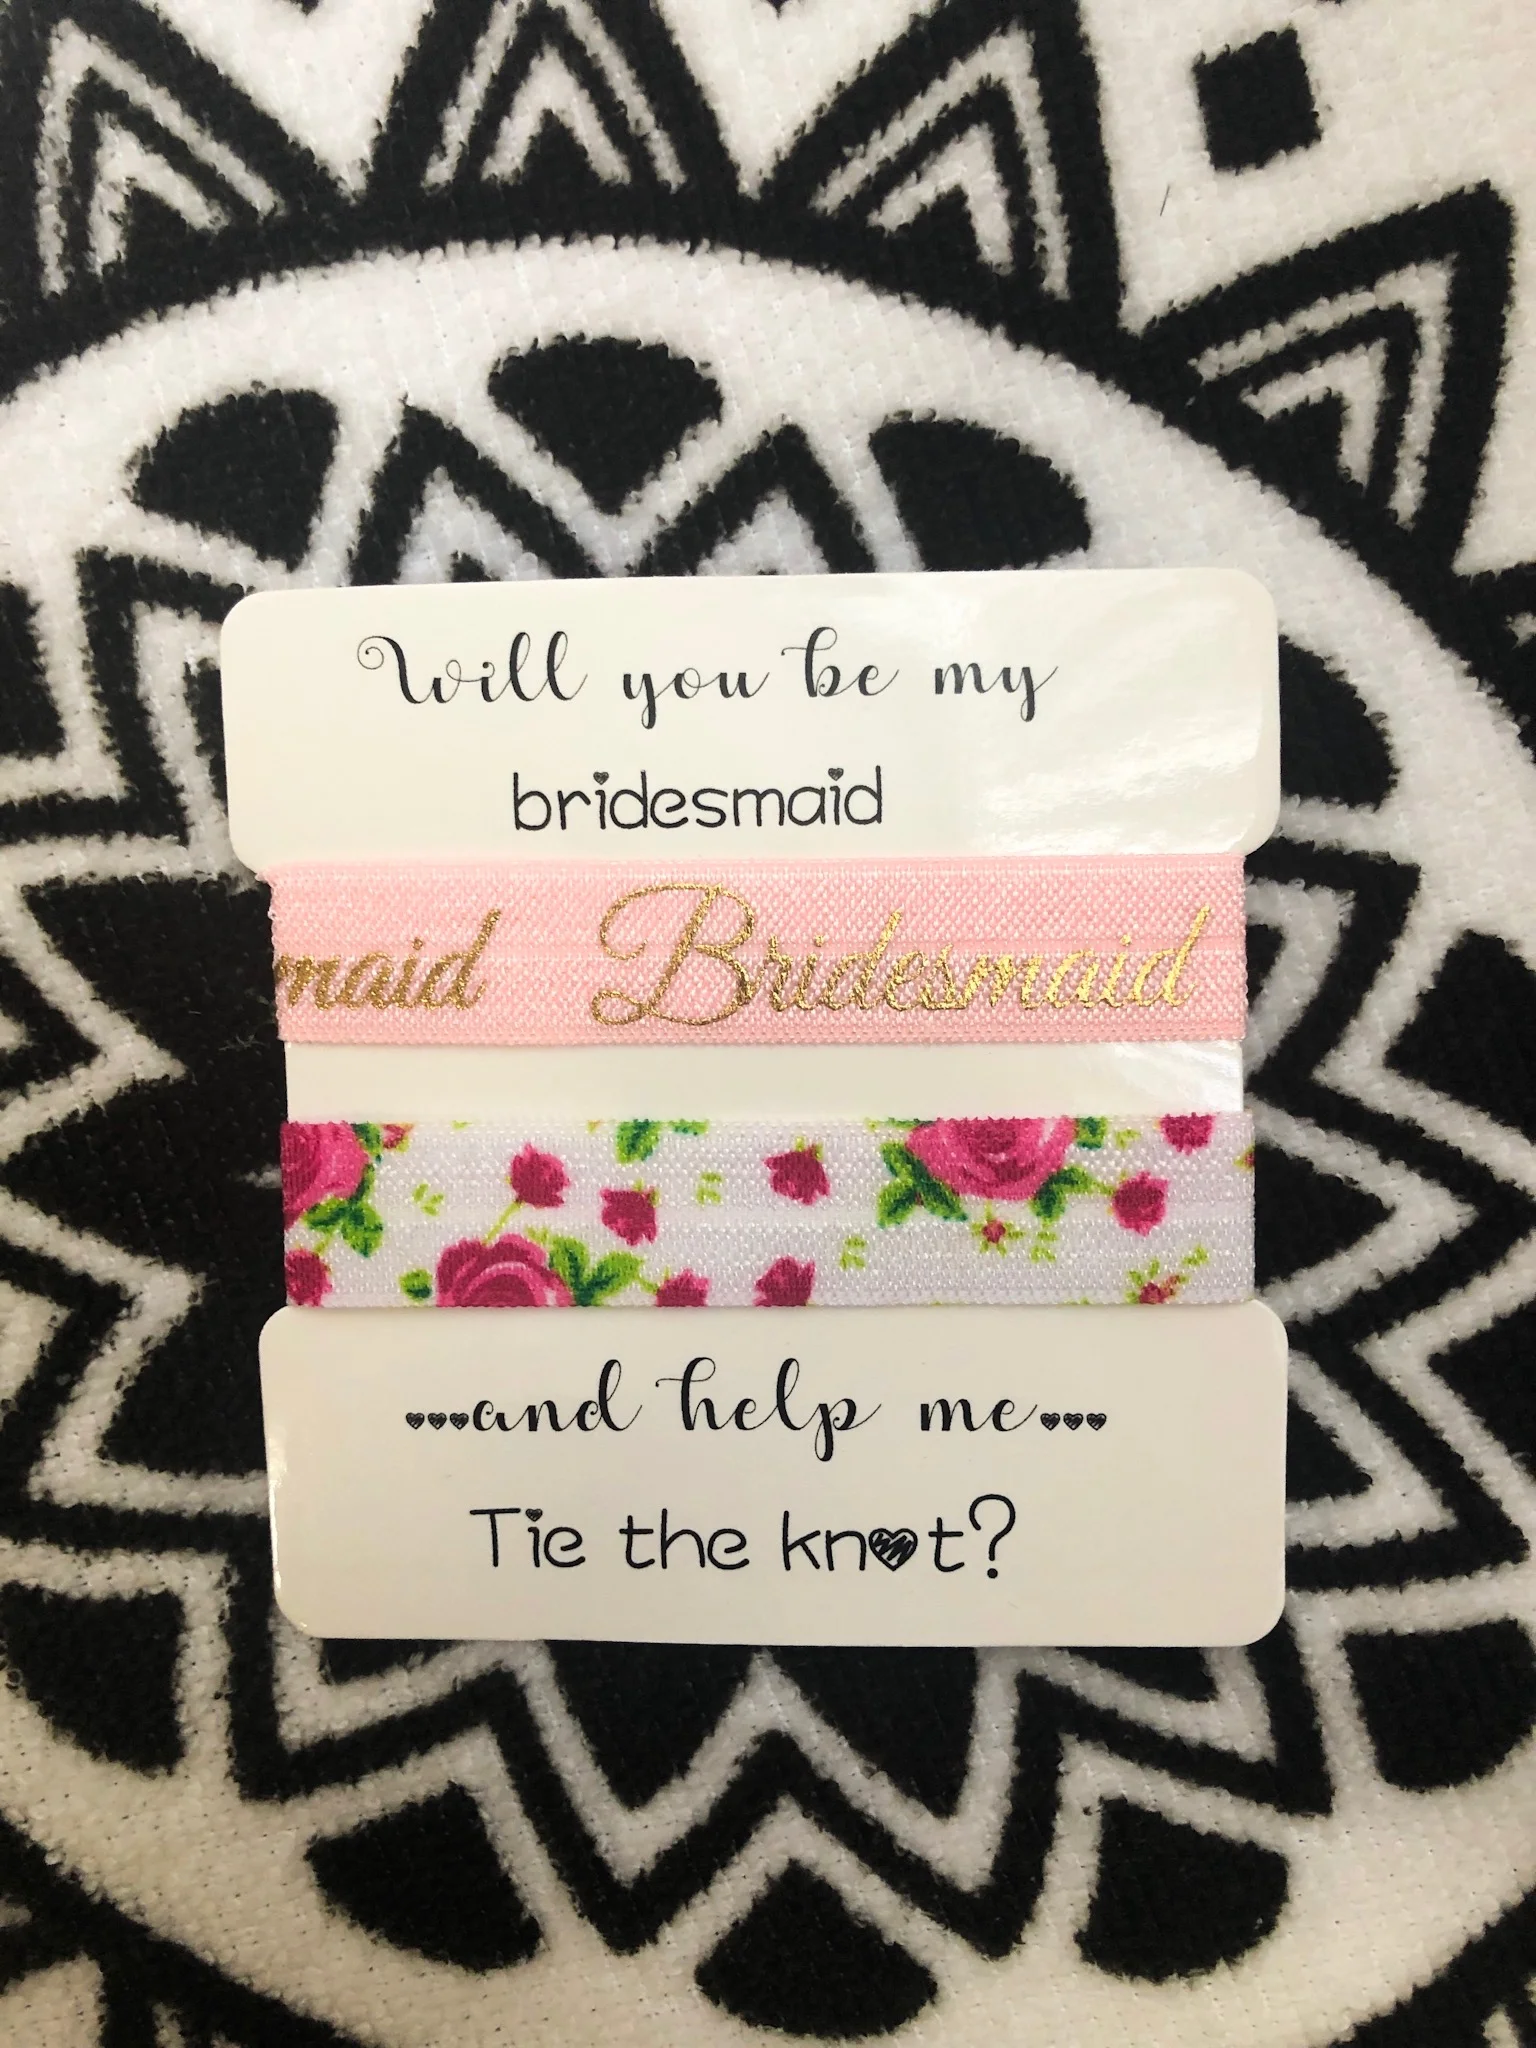 Will you be my
bridesmaid
maid Bridesmaid
...and help me...
Tie the knot?